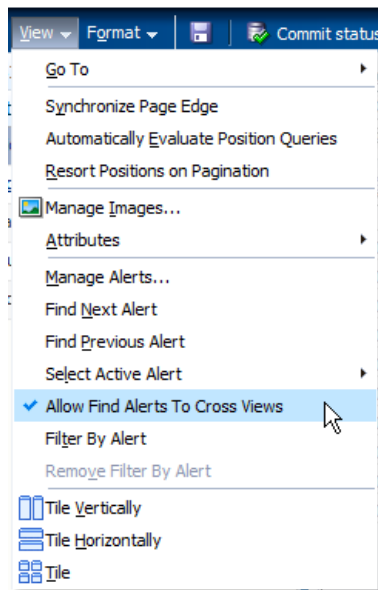 View Format Commit status
Go To
Synchronize Page Edge
Automatically Evaluate Position Queries
Resort Positions on Pagination
Manage Images...
Attributes
Manage Alerts...
Find Next Alert
Find Previous Alert
Select Active Alert
Allow Find Alerts To Cross Views
Filter By Alert
Remove Filter By Alert
Tile Vertically
Tile Horizontally
Tile